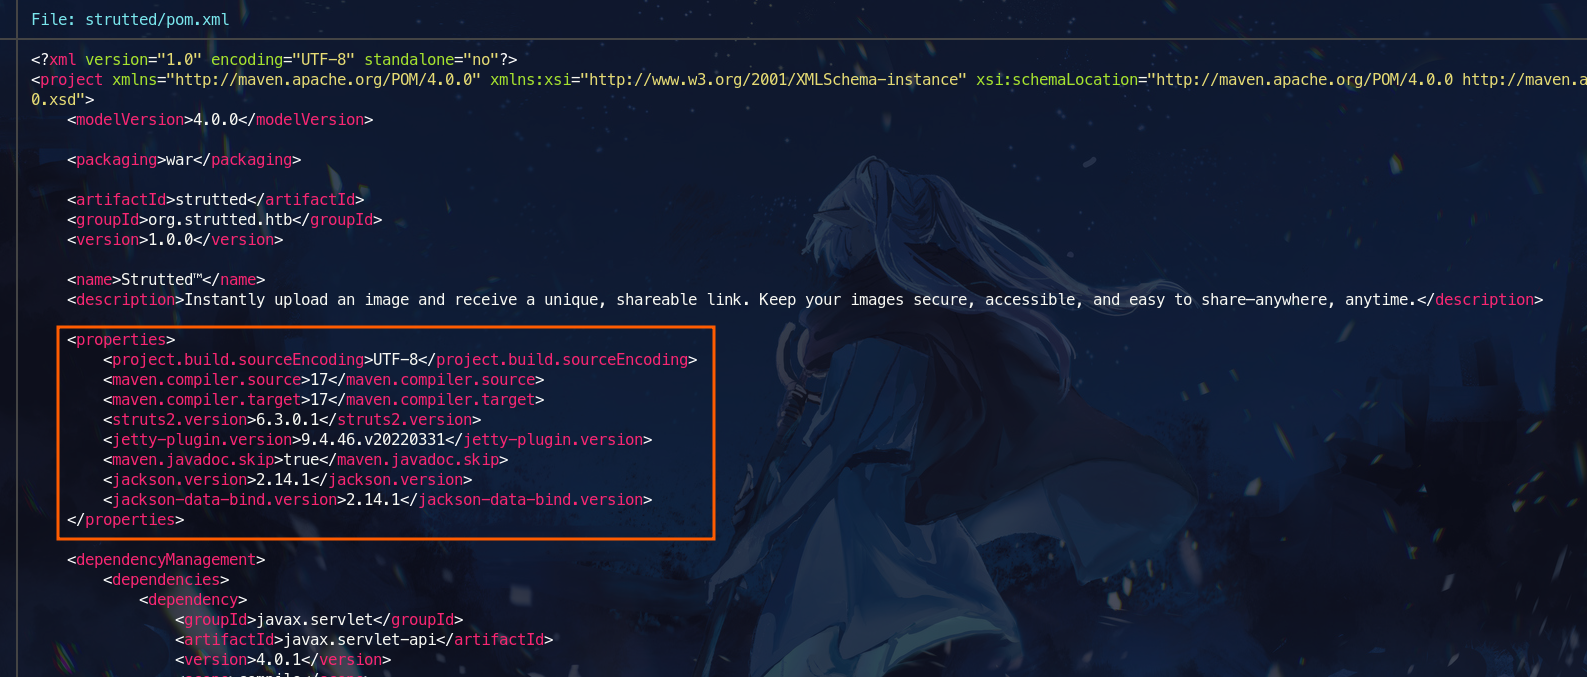 File: strutted/pom.xml
<?xml version="1.0" encoding="UTF-8" standalone="no"?>
<project xmlns="http://maven.apache.org/POM/4.0.0" xmlns:xsi="http://www.w3.org/2001/XMLSchema-instance" xsi:schemaLocation="http://maven.apache.org/POM/4.0.0 http://maven.a
0.xsd">
    <modelVersion>4.0.0</modelVersion>

    <packaging>war</packaging>

    <artifactId>strutted</artifactId>
    <groupId>org.strutted.htb</groupId>
    <version>1.0.0</version>

    <name>Strutted™</name>
    <description>Instantly upload an image and receive a unique, shareable link. Keep your images secure, accessible, and easy to share—anywhere, anytime.</description>

    <properties>
        <project.build.sourceEncoding>UTF-8</project.build.sourceEncoding>
        <maven.compiler.source>17</maven.compiler.source>
        <maven.compiler.target>17</maven.compiler.target>
        <struts2.version>6.3.0.1</struts2.version>
        <jetty-plugin.version>9.4.46.v20220331</jetty-plugin.version>
        <maven.javadoc.skip>true</maven.javadoc.skip>
        <jackson.version>2.14.1</jackson.version>
        <jackson-data-bind.version>2.14.1</jackson-data-bind.version>
    </properties>

    <dependencyManagement>
        <dependencies>
            <dependency>
                <groupId>javax.servlet</groupId>
                <artifactId>javax.servlet-api</artifactId>
                <version>4.0.1</version>